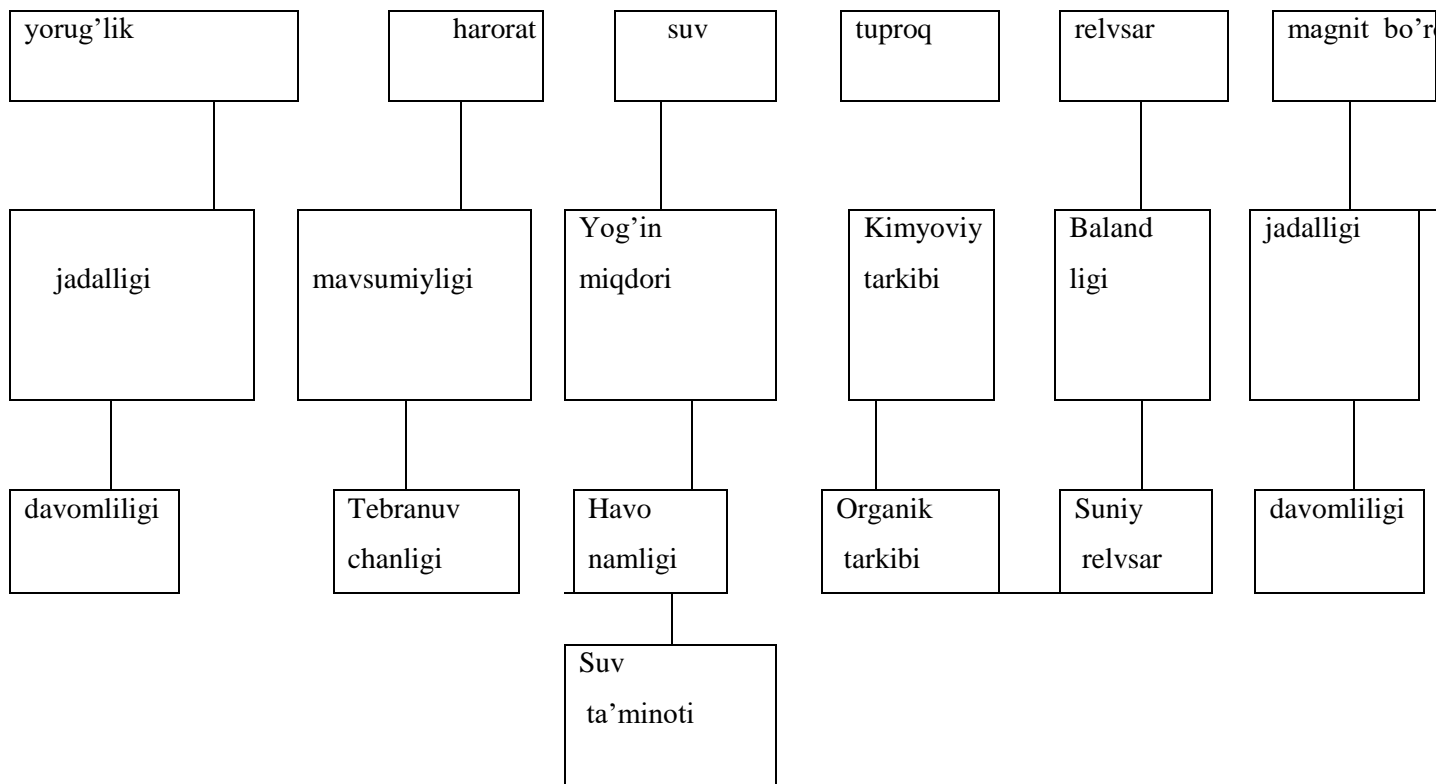 yorug’lik
harorat
suv
tuproq
relvsar
magnit
jadalligi
mavsumiyligi
Yog’in
miqdori
Kimyoviy
tarkibi
Baland
ligi
jadalligi
davomliligi
Tebranuv
chanligi
Havo
namligi
Organik
tarkibi
Suniy
relvsar
davomliligi
Suv
ta’minoti